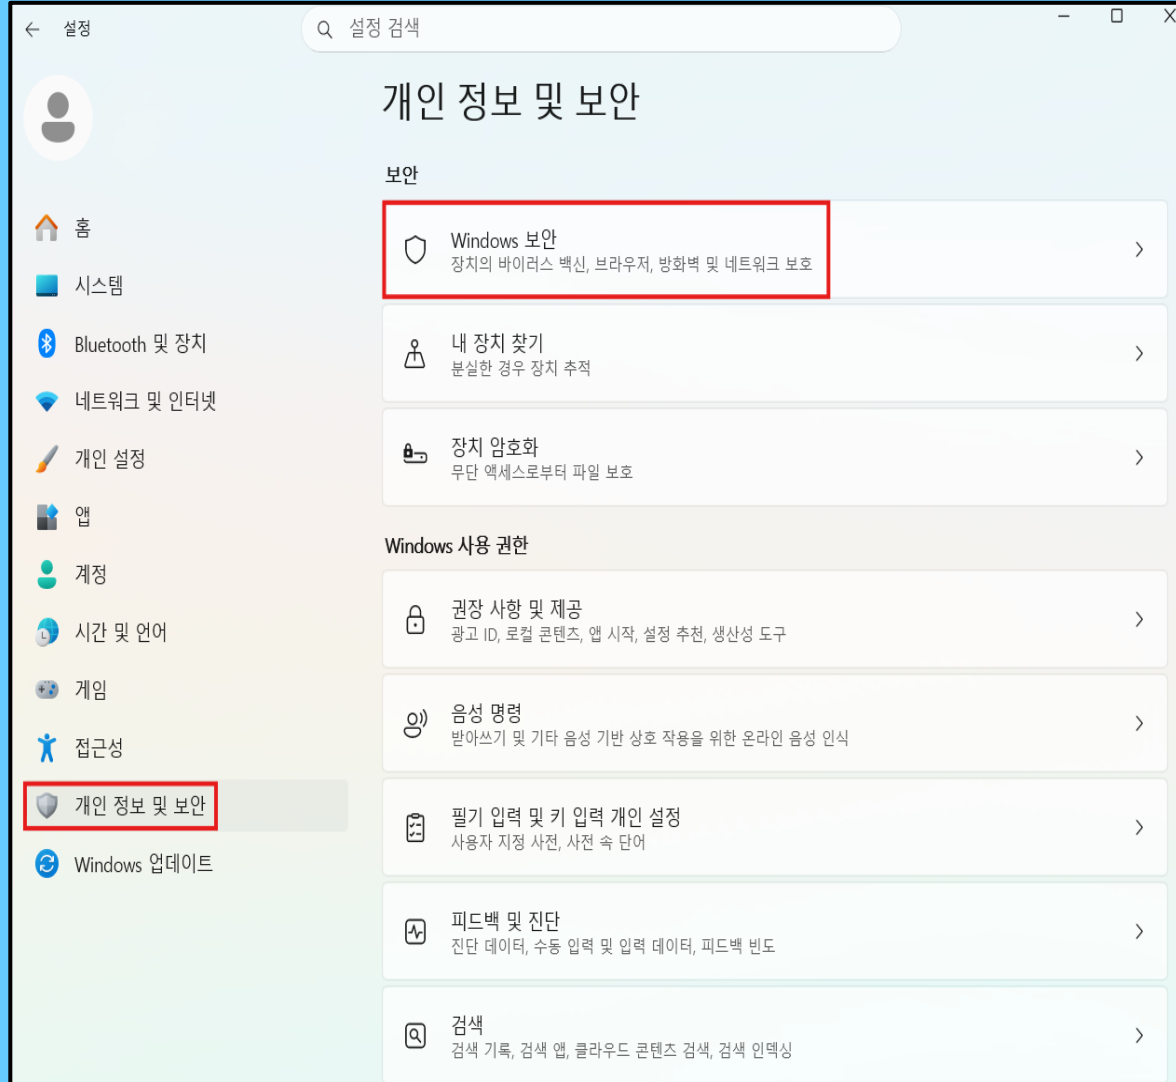 설정
설정 검색
개인 정보 및 보안
보안
홈
시스템
Bluetooth 및 장치
네트워크 및 인터넷
개인 설정
앱
계정
시간 및 언어
게임
접근성
개인 정보 및 보안
Windows 업데이트
Windows 보안
장치의 바이러스 백신, 브라우저, 방화벽 및 네트워크 보호
내 장치 찾기
분실한 경우 장치 추적
장치 암호화
무단 액세스로부터 파일 보호
Windows 사용 권한
권장 사항 및 제공
광고 ID, 로컬 콘텐츠, 앱 시작, 설정 추천, 생산성 도구
음성 명령
받아쓰기 및 기타 음성 기반 상호 작용을 위한 온라인 음성 인식
필기 입력 및 키 입력 개인 설정
사용자 지정 사전, 사전 속 단어
피드백 및 진단
진단 데이터, 수동 입력 및 입력 데이터, 피드백 빈도
검색
검색 기록, 검색 앱, 클라우드 콘텐츠 검색, 검색 인덱싱